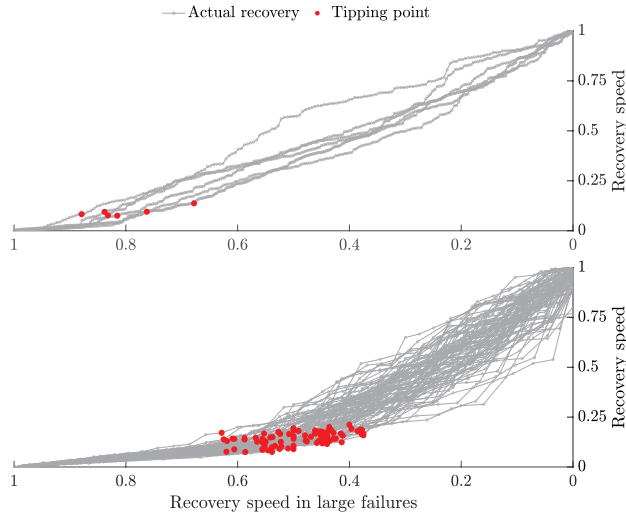 Actual recovery Tipping point
1
0.75
0.5
0.25
0
Recovery speed
1 0.8 0.6 0.4 0.2 0
1
0.75
0.5
0.25
0
Recovery speed
1 0.8 0.6 0.4 0.2 0
Recovery speed in large failures